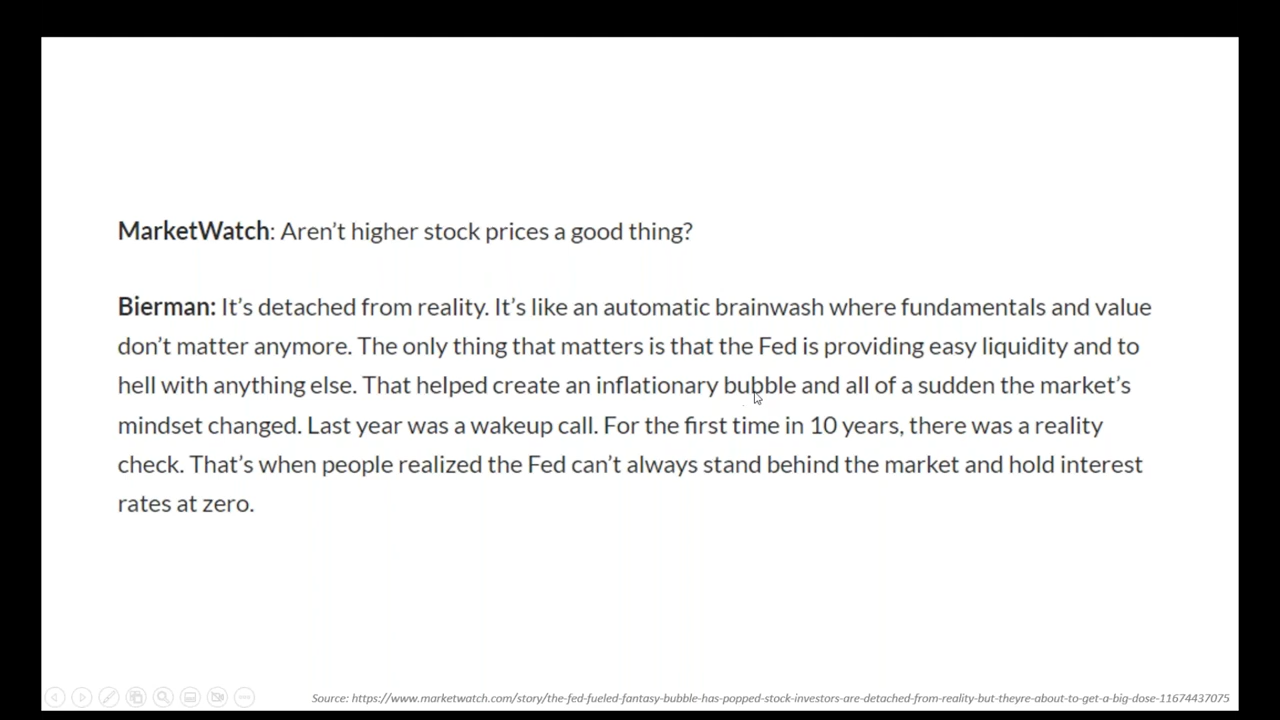 MarketWatch: Aren’t higher stock prices a good thing?
Bierman: It’s detached from reality. It’s like an automatic brainwash where fundamentals and value
don’t matter anymore. The only thing that matters is that the Fed is providing easy liquidity and to
hell with anything else. That helped create an inflationary bubble and all of a sudden the market’s
mindset changed. Last year was a wakeup call. For the first time in 10 years, there was a reality
check. That’s when people realized the Fed can’t always stand behind the market and hold interest
rates at zero.
Source: https://www.marketwatch.com/story/the-fed-fueled-fantasy-bubble-has-popped-stock-investors-are-detached-from-reality-but-theyre-about-to-get-a-big-dose-11674437075